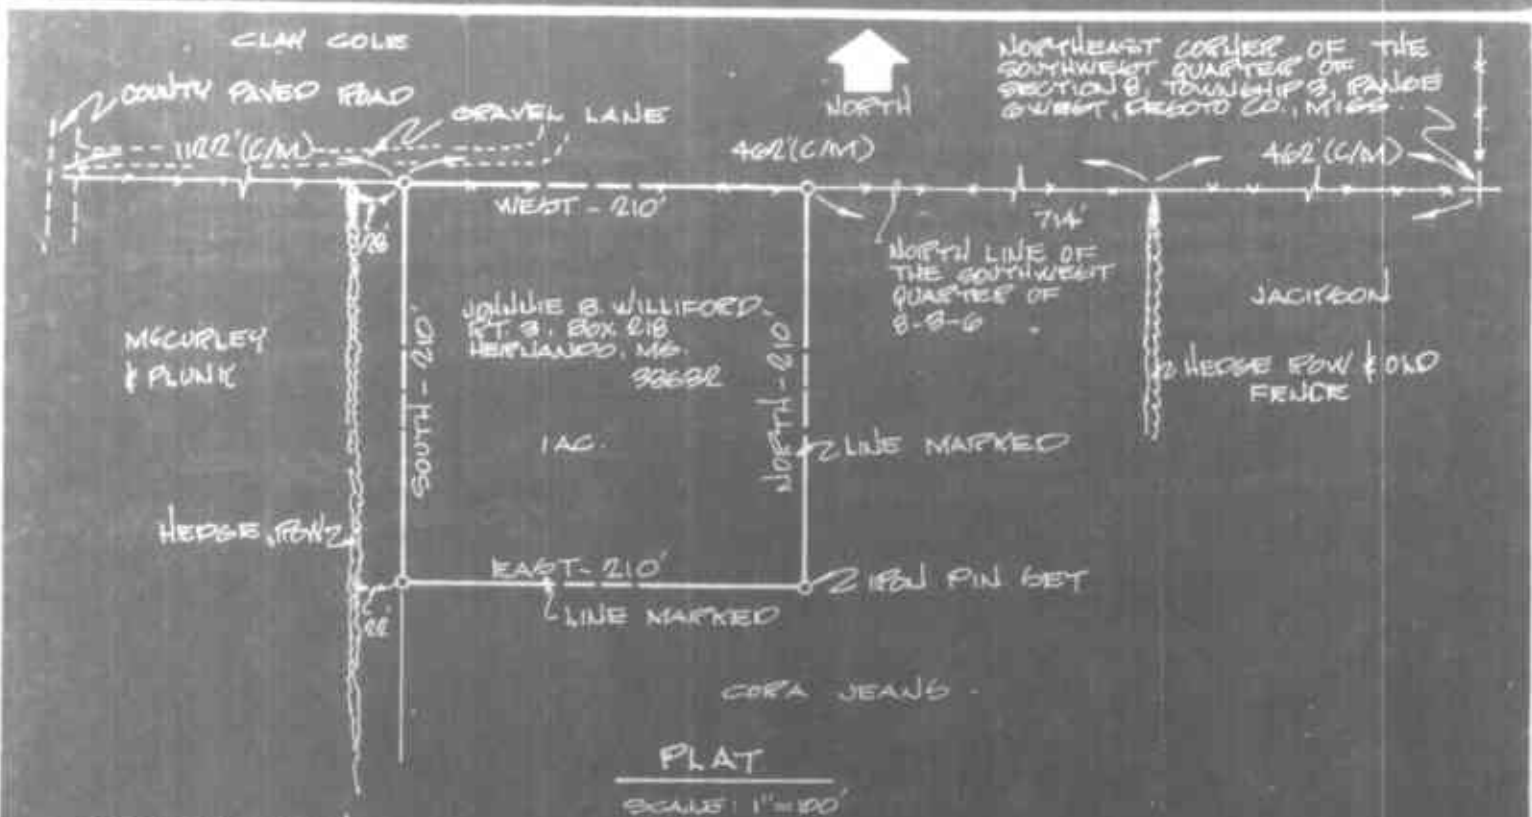 CLAY COLE
COUNTY PAVED ROAD
GRAVEL LANE
1122'(C/M)
NORTH
NORTHEAST CORNER OF THE
SOUTHWEST QUARTER OF
SECTION 8, TOWNSHIP 3, RANGE
6 WEST, DESOTO CO., MISS.
462'(C/M)
462'(C/M)
WEST - 210'
714'
NORTH LINE OF
THE SOUTHWEST
QUARTER OF
8-3-6
JOHNNIE B. WILLIFORD
RT. 3, BOX 218
HERNANDO, MS.
38632
SOUTH - 210'
NORTH - 210'
1 AC.
MCCURLEY
& PLUNK
JACKSON
HEDGE ROW & OLD
FENCE
LINE MARKED
HEDGE ROW
EAST - 210'
IRON PIN SET
22'
LINE MARKED
CORA JEANS
PLAT
SCALE: 1"=100'